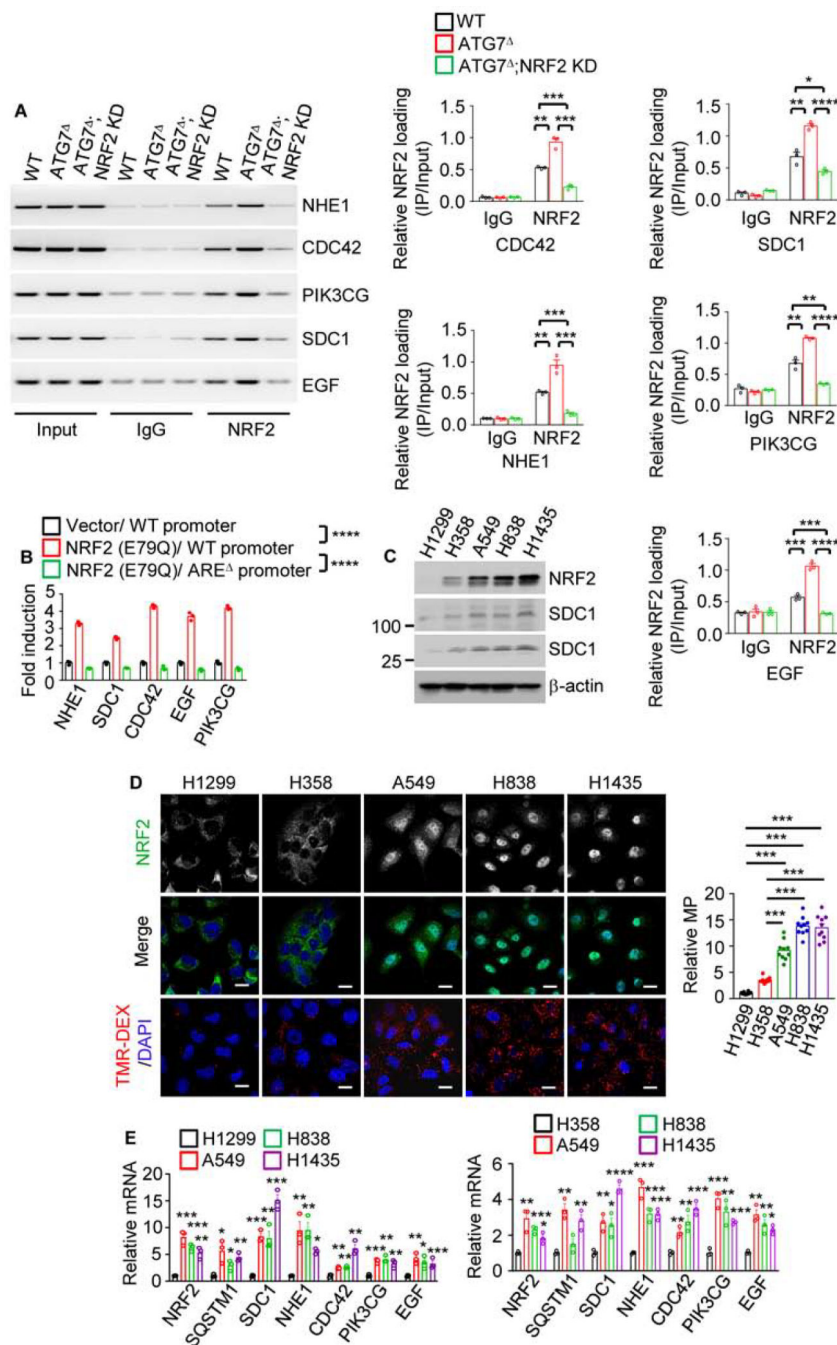 WT
ATG7Δ
ATG7Δ;NRF2 KD
A
WT
ATG7Δ
ATG7Δ;
NRF2 KD
WT
ATG7Δ
ATG7Δ;
NRF2 KD
WT
ATG7Δ
ATG7Δ;
NRF2 KD
NHE1
CDC42
PIK3CG
SDC1
EGF
Input IgG NRF2
Relative NRF2 loading
(IP/Input)
1.5
1.0
0.5
0.0
***
** ***
IgG NRF2
CDC42
Relative NRF2 loading
(IP/Input)
1.5
1.0
0.5
0.0
*
** ****
IgG NRF2
SDC1
Relative NRF2 loading
(IP/Input)
1.5
1.0
0.5
0.0
***
** ***
IgG NRF2
NHE1
Relative NRF2 loading
(IP/Input)
1.5
1.0
0.5
0.0
**
** ****
IgG NRF2
PIK3CG
B
Vector/ WT promoter
NRF2 (E79Q)/ WT promoter
NRF2 (E79Q)/ AREΔ promoter
****
****
Fold induction
5
4
3
2
1
0
NHE1
SDC1
CDC42
EGF
PIK3CG
C
H1299
H358
A549
H838
H1435
NRF2
100
SDC1
25
SDC1
β-actin
Relative NRF2 loading
(IP/Input)
1.5
1.0
0.5
0.0
***
*** ****
IgG NRF2
EGF
D
H1299 H358 A549 H838 H1435
NRF2
Merge
TMR-DEX
/DAPI
Relative MP
20
15
10
5
0
***
***
***
***
***
***
H1299
H358
A549
H838
H1435
E
H1299 H838
A549 H1435
Relative mRNA
20
15
10
5
0
NRF2
SQSTM1
SDC1
NHE1
CDC42
PIK3CG
EGF
H358 H838
A549 H1435
Relative mRNA
6
4
2
0
NRF2
SQSTM1
SDC1
NHE1
CDC42
PIK3CG
EGF